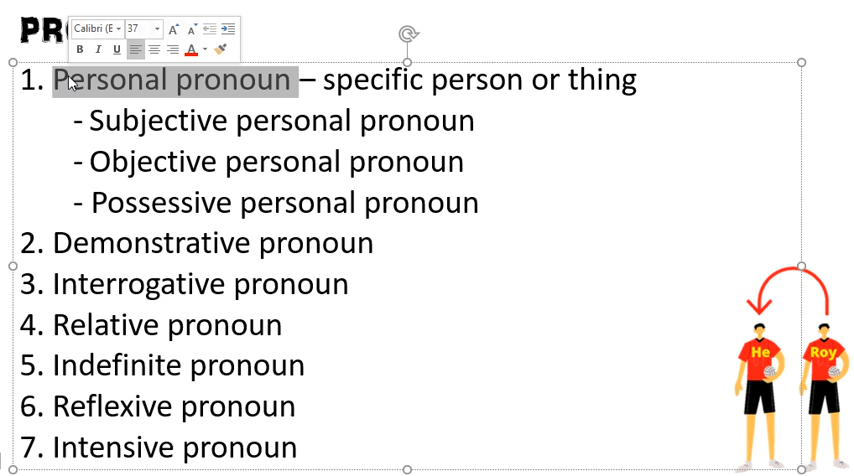 Calibri (E 37 A A
B I U A
1. Personal pronoun – specific person or thing
- Subjective personal pronoun
- Objective personal pronoun
- Possessive personal pronoun
2. Demonstrative pronoun
3. Interrogative pronoun
4. Relative pronoun
5. Indefinite pronoun
6. Reflexive pronoun
7. Intensive pronoun
He Roy